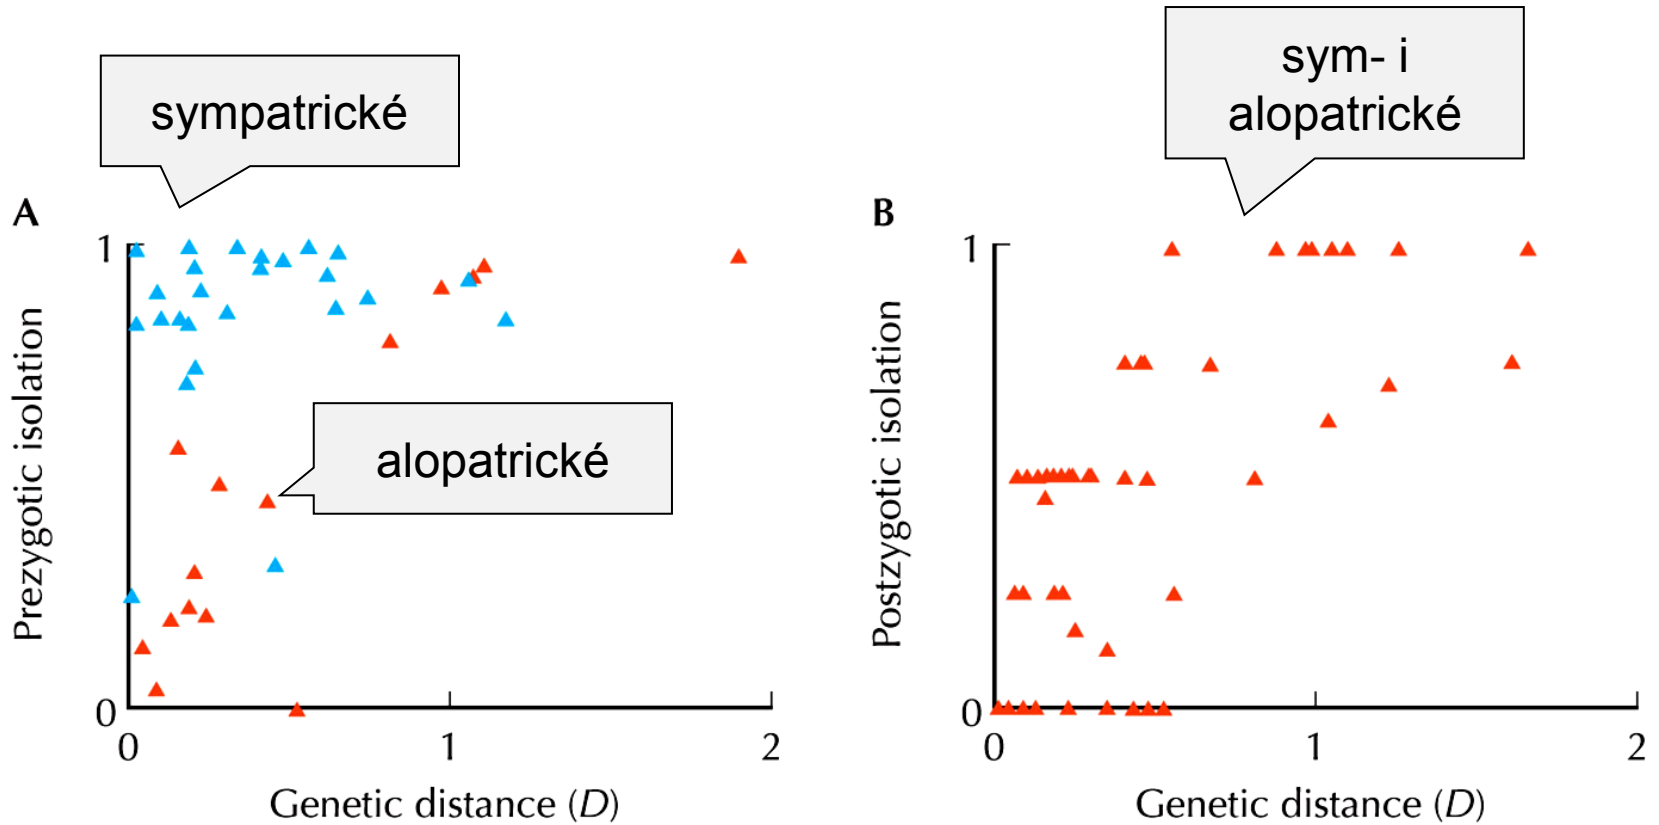 sympatrické
sym- i
alopatrické
A
1
Prezygotic isolation
alopatrické
0
0
1
2
Genetic distance (D)
B
1
Postzygotic isolation
0
0
1
2
Genetic distance (D)